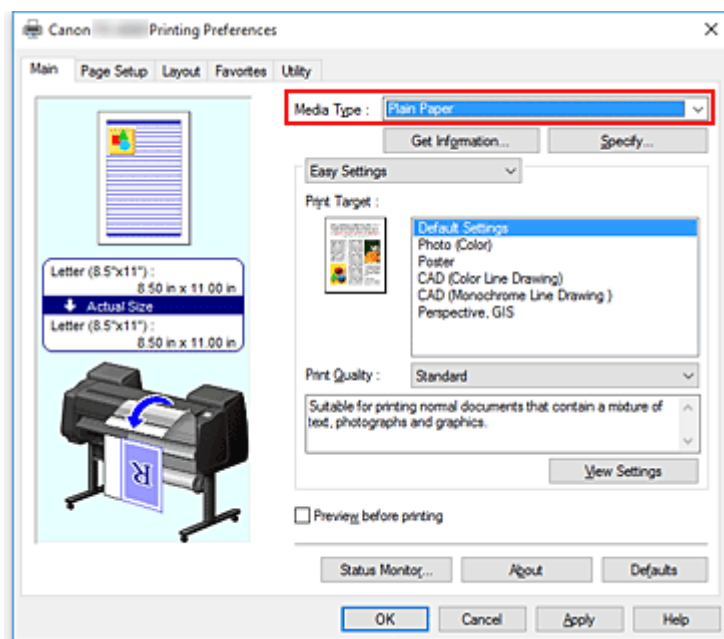 Canon Printing Preferences
Main Page Setup Layout Favorites Utility
Media Type : Plain Paper
Get Information... Specify...
Easy Settings
Print Target :
Default Settings
Photo (Color)
Poster
CAD (Color Line Drawing)
CAD (Monochrome Line Drawing )
Perspective, GIS
Letter (8.5"x11") :
8.50 in x 11.00 in
Actual Size
Letter (8.5"x11") :
8.50 in x 11.00 in
R
Print Quality : Standard
Suitable for printing normal documents that contain a mixture of
text, photographs and graphics.
View Settings
Preview before printing
Status Monitor... About Defaults
OK Cancel Apply Help